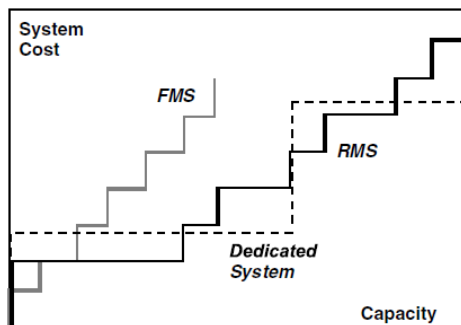 System
Cost
FMS
RMS
Dedicated
System
Capacity